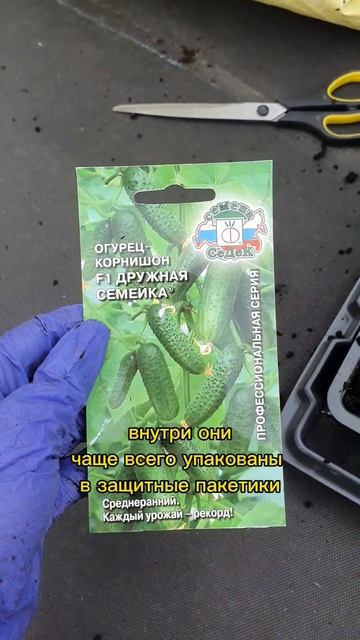 ОГУРЕЦ-
КОРНИШОН
F1 ДРУЖНАЯ
СЕМЕЙКА®
Семена
СеДеК
ПРОФЕССИОНАЛЬНАЯ СЕРИЯ
внутри они
чаще всего упакованы
в защитные пакетики
Среднеранний.
Каждый урожай – рекорд!